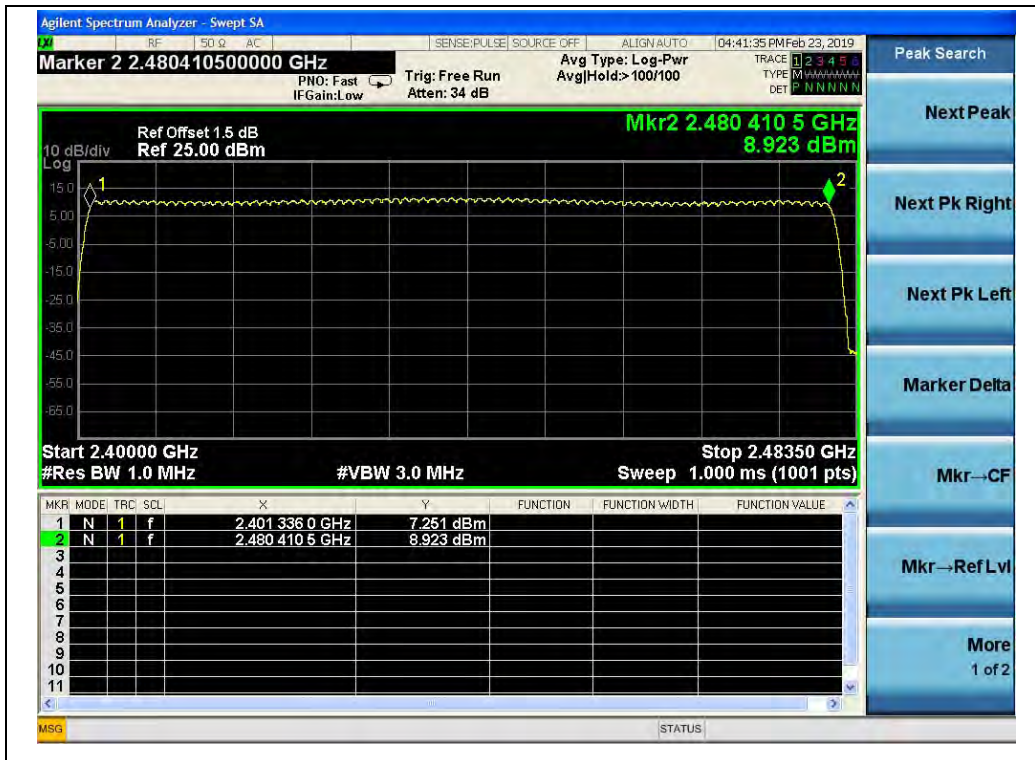 Agilent Spectrum Analyzer - Swept SA
LXI RF 50 Ω AC SENSE:PULSE SOURCE OFF ALIGN AUTO 04:41:35 PM Feb 23, 2019
Marker 2 2.480410500000 GHz
PNO: Fast
IFGain:Low
Trig: Free Run
Atten: 34 dB
Avg Type: Log-Pwr
Avg|Hold:>100/100
TRACE 1 2 3 4 5 6
TYPE M
DET P N N N N N
Mkr2 2.480 410 5 GHz
8.923 dBm
Ref Offset 1.5 dB
10 dB/div Ref 25.00 dBm
Log
15.0
5.00
-5.00
-15.0
-25.0
-35.0
-45.0
-55.0
-65.0
1
2
Start 2.40000 GHz Stop 2.48350 GHz
#Res BW 1.0 MHz #VBW 3.0 MHz Sweep 1.000 ms (1001 pts)
MKR MODE TRC SCL X Y FUNCTION FUNCTION WIDTH FUNCTION VALUE
1 N 1 f 2.401 336 0 GHz 7.251 dBm
2 N 1 f 2.480 410 5 GHz 8.923 dBm
3
4
5
6
7
8
9
10
11
MSG STATUS
Peak Search
Next Peak
Next Pk Right
Next Pk Left
Marker Delta
Mkr→CF
Mkr→Ref Lvl
More
1 of 2